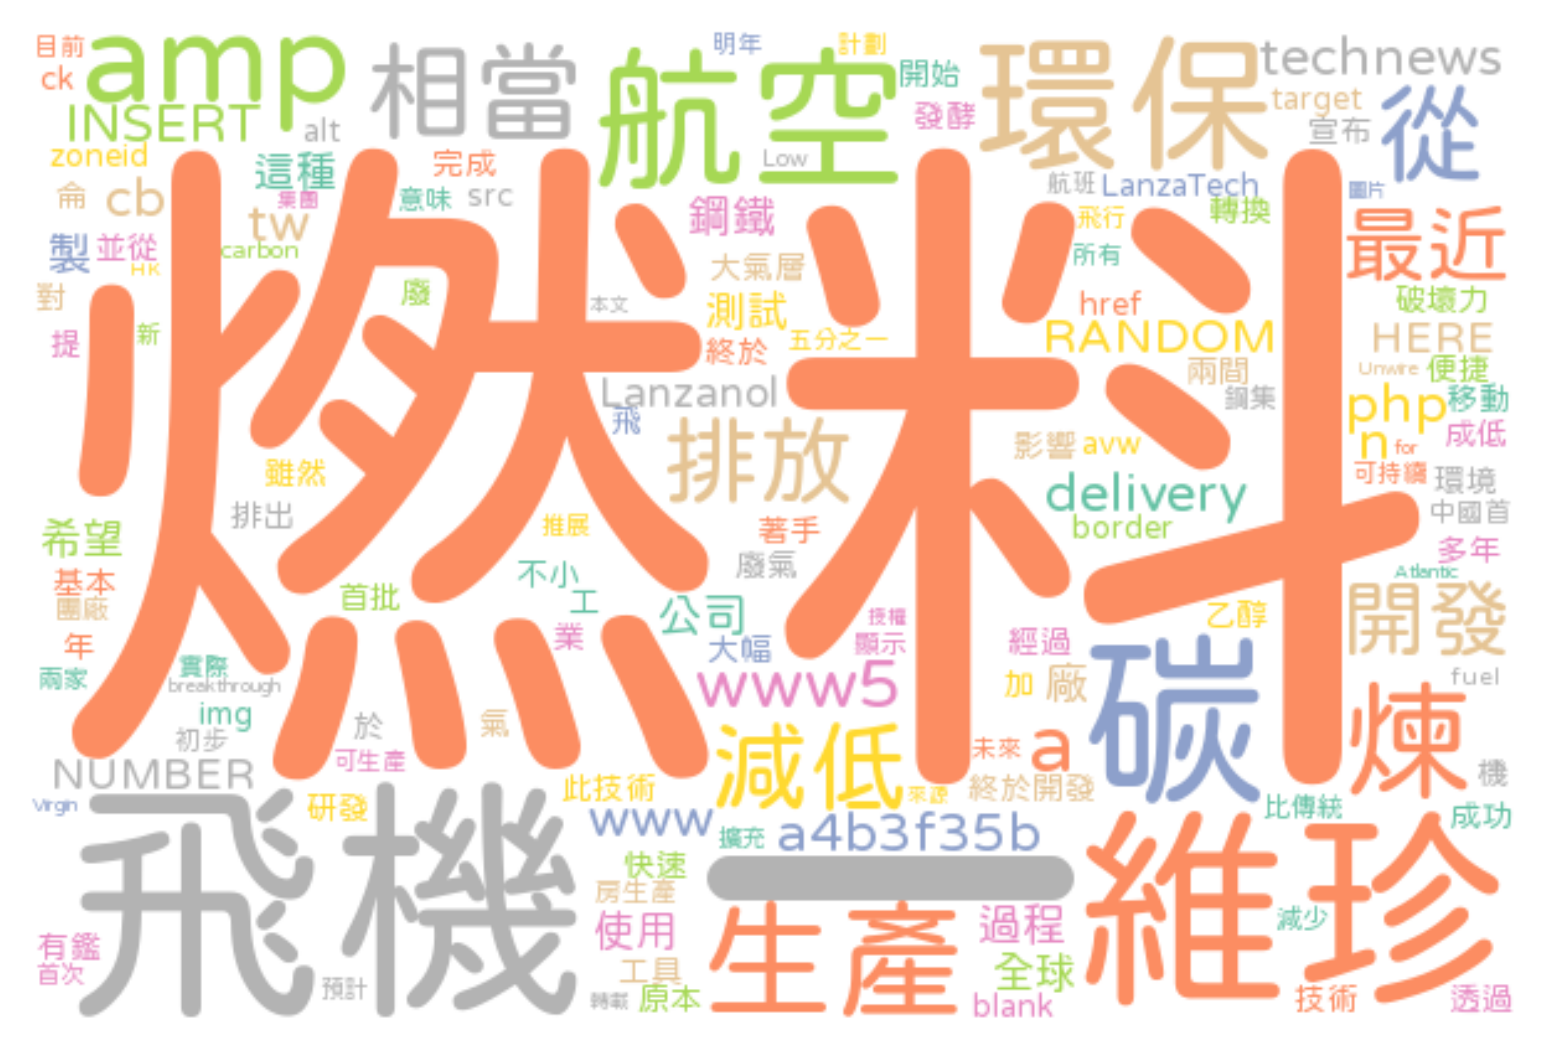 目前
ck
amp
相當
航空
明年
計劃
開始
發酵
環保
technews
target
宣布
從
INSERT
alt
zoneid
這種
完成
Low
航班
LanzaTech
圖片
侖
cb
集團
意味
src
鋼鐵
飛行
轉換
tw
製
並從
HK
carbon
大氣層
所有
最近
對
廢
本文
測試
href
破壞力
提
新
終於
五分之一
RANDOM
HERE
燃料
兩間
Unwire
便捷
Lanzanol
鋼集
php
移動
飛
排放
影響
avw
n
for
成低
雖然
可持續
環境
排出
delivery
中國首
希望
推展
著手
border
多年
基本
不小
廢氣
Atlantic
團廠
首批
工
公司
授權
乙醇
開發
年
業
大幅
顯示
經過
兩家
實際
breakthrough
www5
加
廠
碳
fuel
img
於
氣
初步
減低
未來
a
煉
NUMBER
可生產
此技術
來源
終於開發
機
Virgin
研發
www
擴充
a4b3f35b
比傳統
成功
飛機
快速
一
維珍
房生產
有鑑
使用
生產
過程
減少
首次
工具
全球
預計
轉載
原本
blank
技術
透過